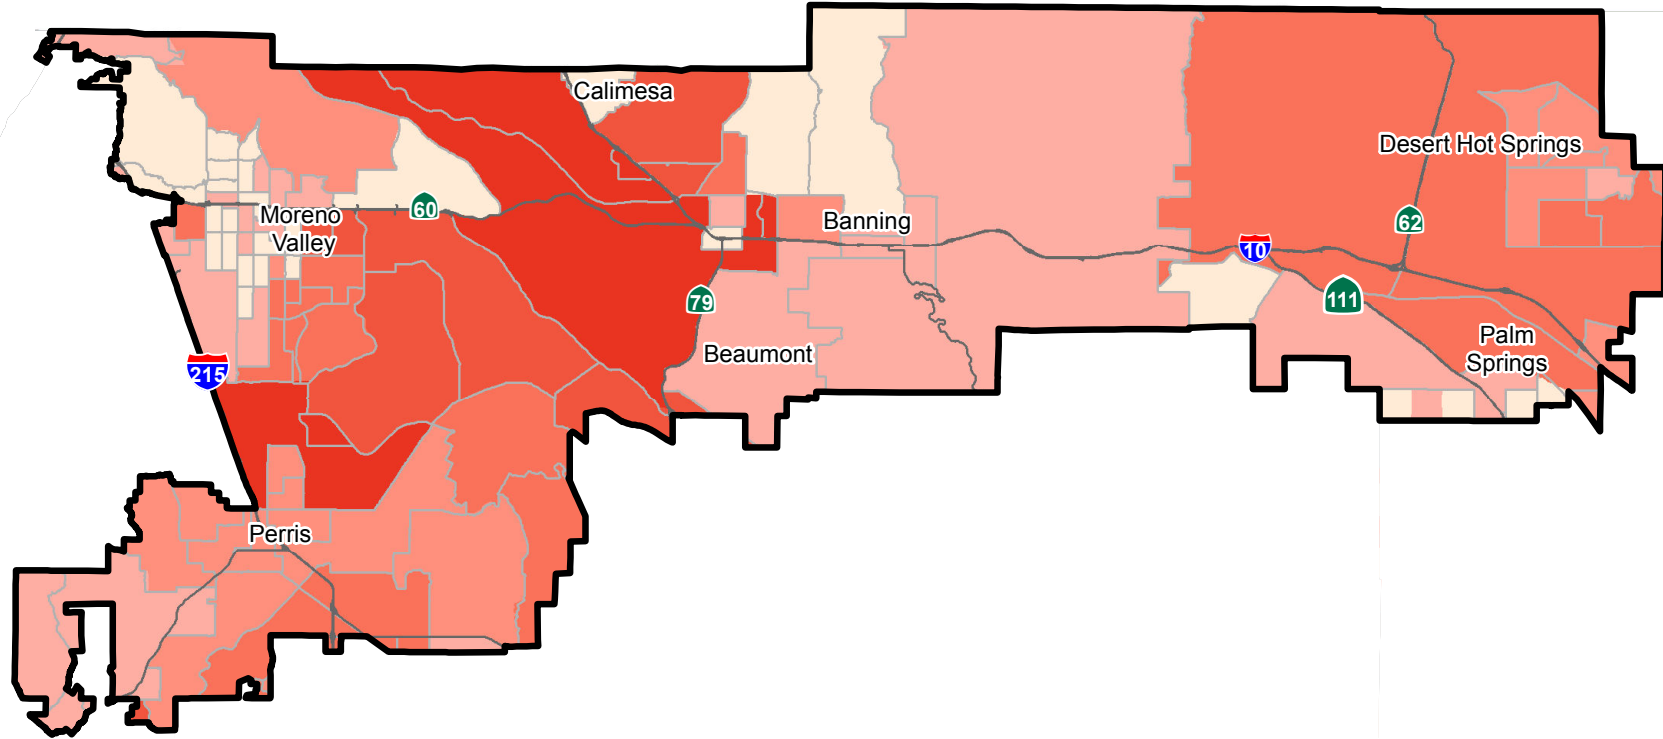 Calimesa
Desert Hot Springs
Moreno
Valley
60
Banning
62
10
79
111
Beaumont
Palm
Springs
215
Perris